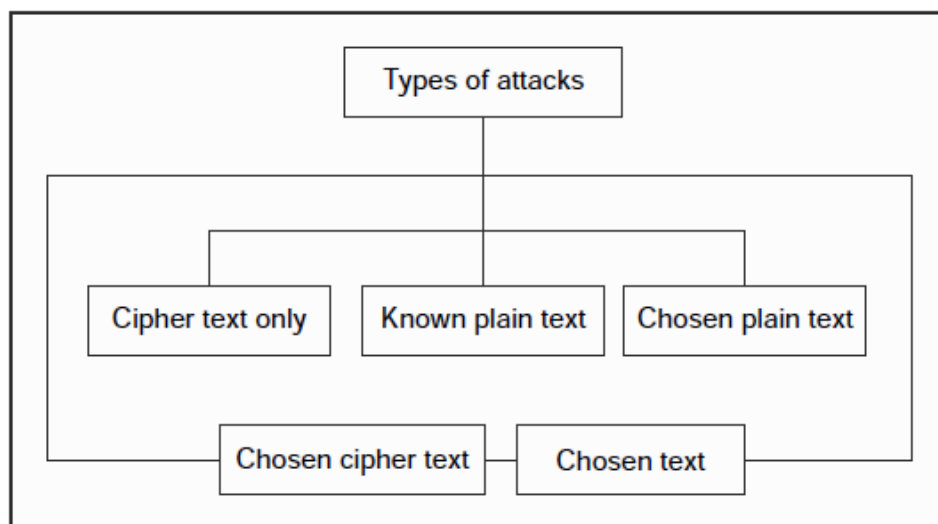 Types of attacks
Cipher text only
Known plain text
Chosen plain text
Chosen cipher text
Chosen text